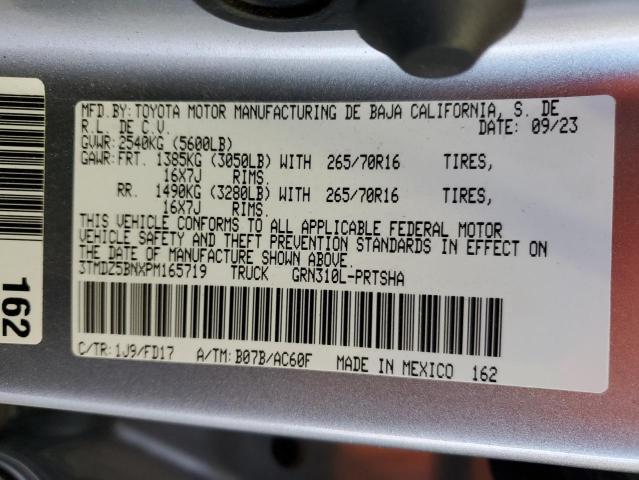 MFD.BY:TOYOTA MOTOR MANUFACTURING DE BAJA CALIFORNIA, S. DE
R.L. DE C.V. DATE: 09/23
GVWR:2540KG (5600LB)
GAWR:FRT. 1385KG (3050LB) WITH 265/70R16 TIRES,
16X7J RIMS.
RR. 1490KG (3280LB) WITH 265/70R16 TIRES,
16X7J RIMS.
THIS VEHICLE CONFORMS TO ALL APPLICABLE FEDERAL MOTOR
VEHICLE SAFETY AND THEFT PREVENTION STANDARDS IN EFFECT ON
THE DATE OF MANUFACTURE SHOWN ABOVE.
3TMDZ5BNXPM165719 TRUCK GRN310L-PRTSHA
C/TR:1J9/FD17 A/TM:B07B/AC60F MADE IN MEXICO 162
162